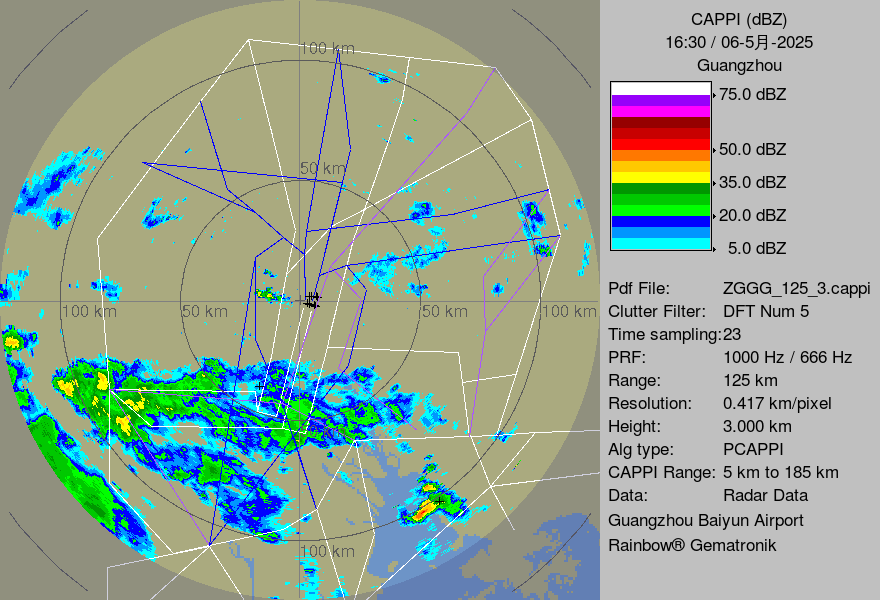 CAPPI (dBZ)
16:30 / 06-5月-2025
Guangzhou
75.0 dBZ
50.0 dBZ
35.0 dBZ
20.0 dBZ
5.0 dBZ
Pdf File: ZGGG_125_3.cappi
Clutter Filter: DFT Num 5
Time sampling:23
PRF: 1000 Hz / 666 Hz
Range: 125 km
Resolution: 0.417 km/pixel
Height: 3.000 km
Alg type: PCAPPI
CAPPI Range: 5 km to 185 km
Data: Radar Data
Guangzhou Baiyun Airport
Rainbow® Gematronik
100 km
50 km
100 km
50 km
50 km
100 km
100 km